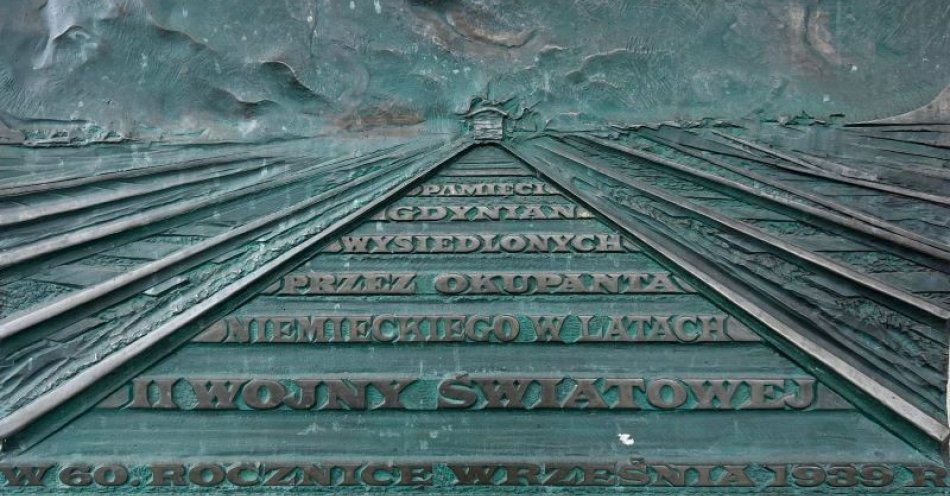 PAMIĘCI
GDYNIAN
WYSIEDLONYCH
PRZEZ OKUPANTA
NIEMIECKIEGO W LATACH
II WOJNY ŚWIATOWEJ
W 60. ROCZNICĘ WRZEŚNIA 1939 R